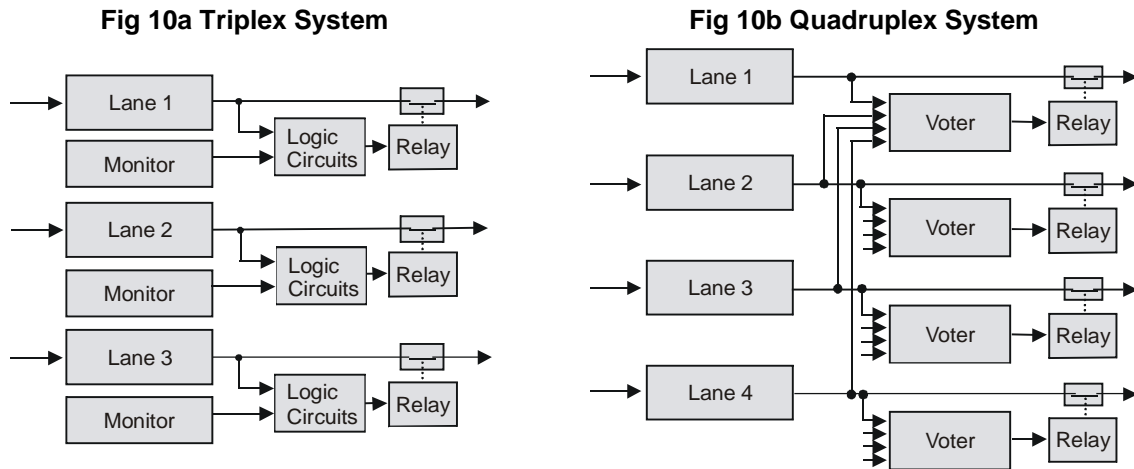 Fig 10a Triplex System
Lane 1
Monitor
Logic
Circuits
Relay
Lane 2
Monitor
Logic
Circuits
Relay
Lane 3
Monitor
Logic
Circuits
Relay
Fig 10b Quadruplex System
Lane 1
Voter
Relay
Lane 2
Voter
Relay
Lane 3
Voter
Relay
Lane 4
Voter
Relay